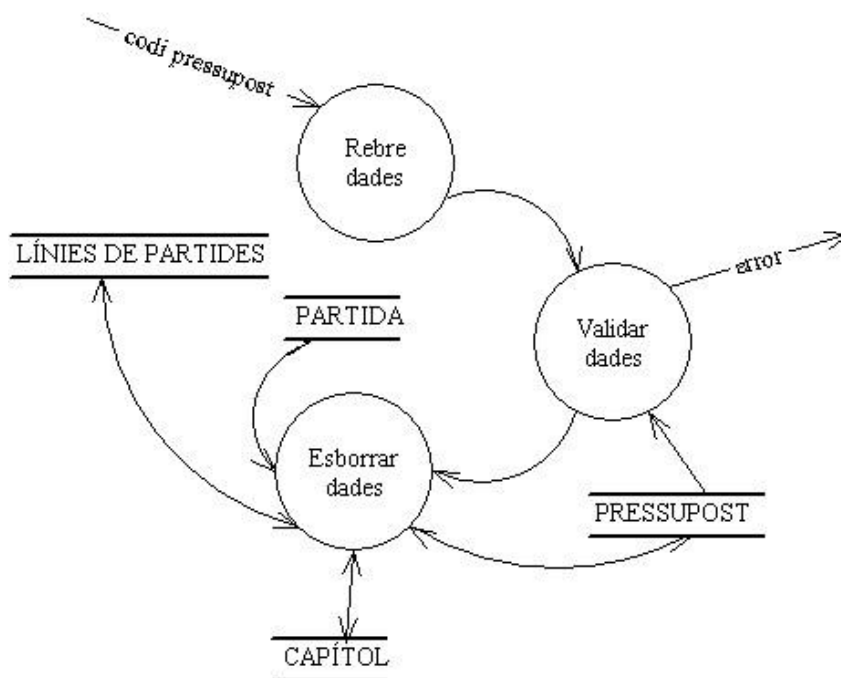 codi pressupost
Rebre
dades
LÍNIES DE PARTIDES
error
PARTIDA
Validar
dades
Esborrar
dades
PRESSUPOST
CAPÍTOL